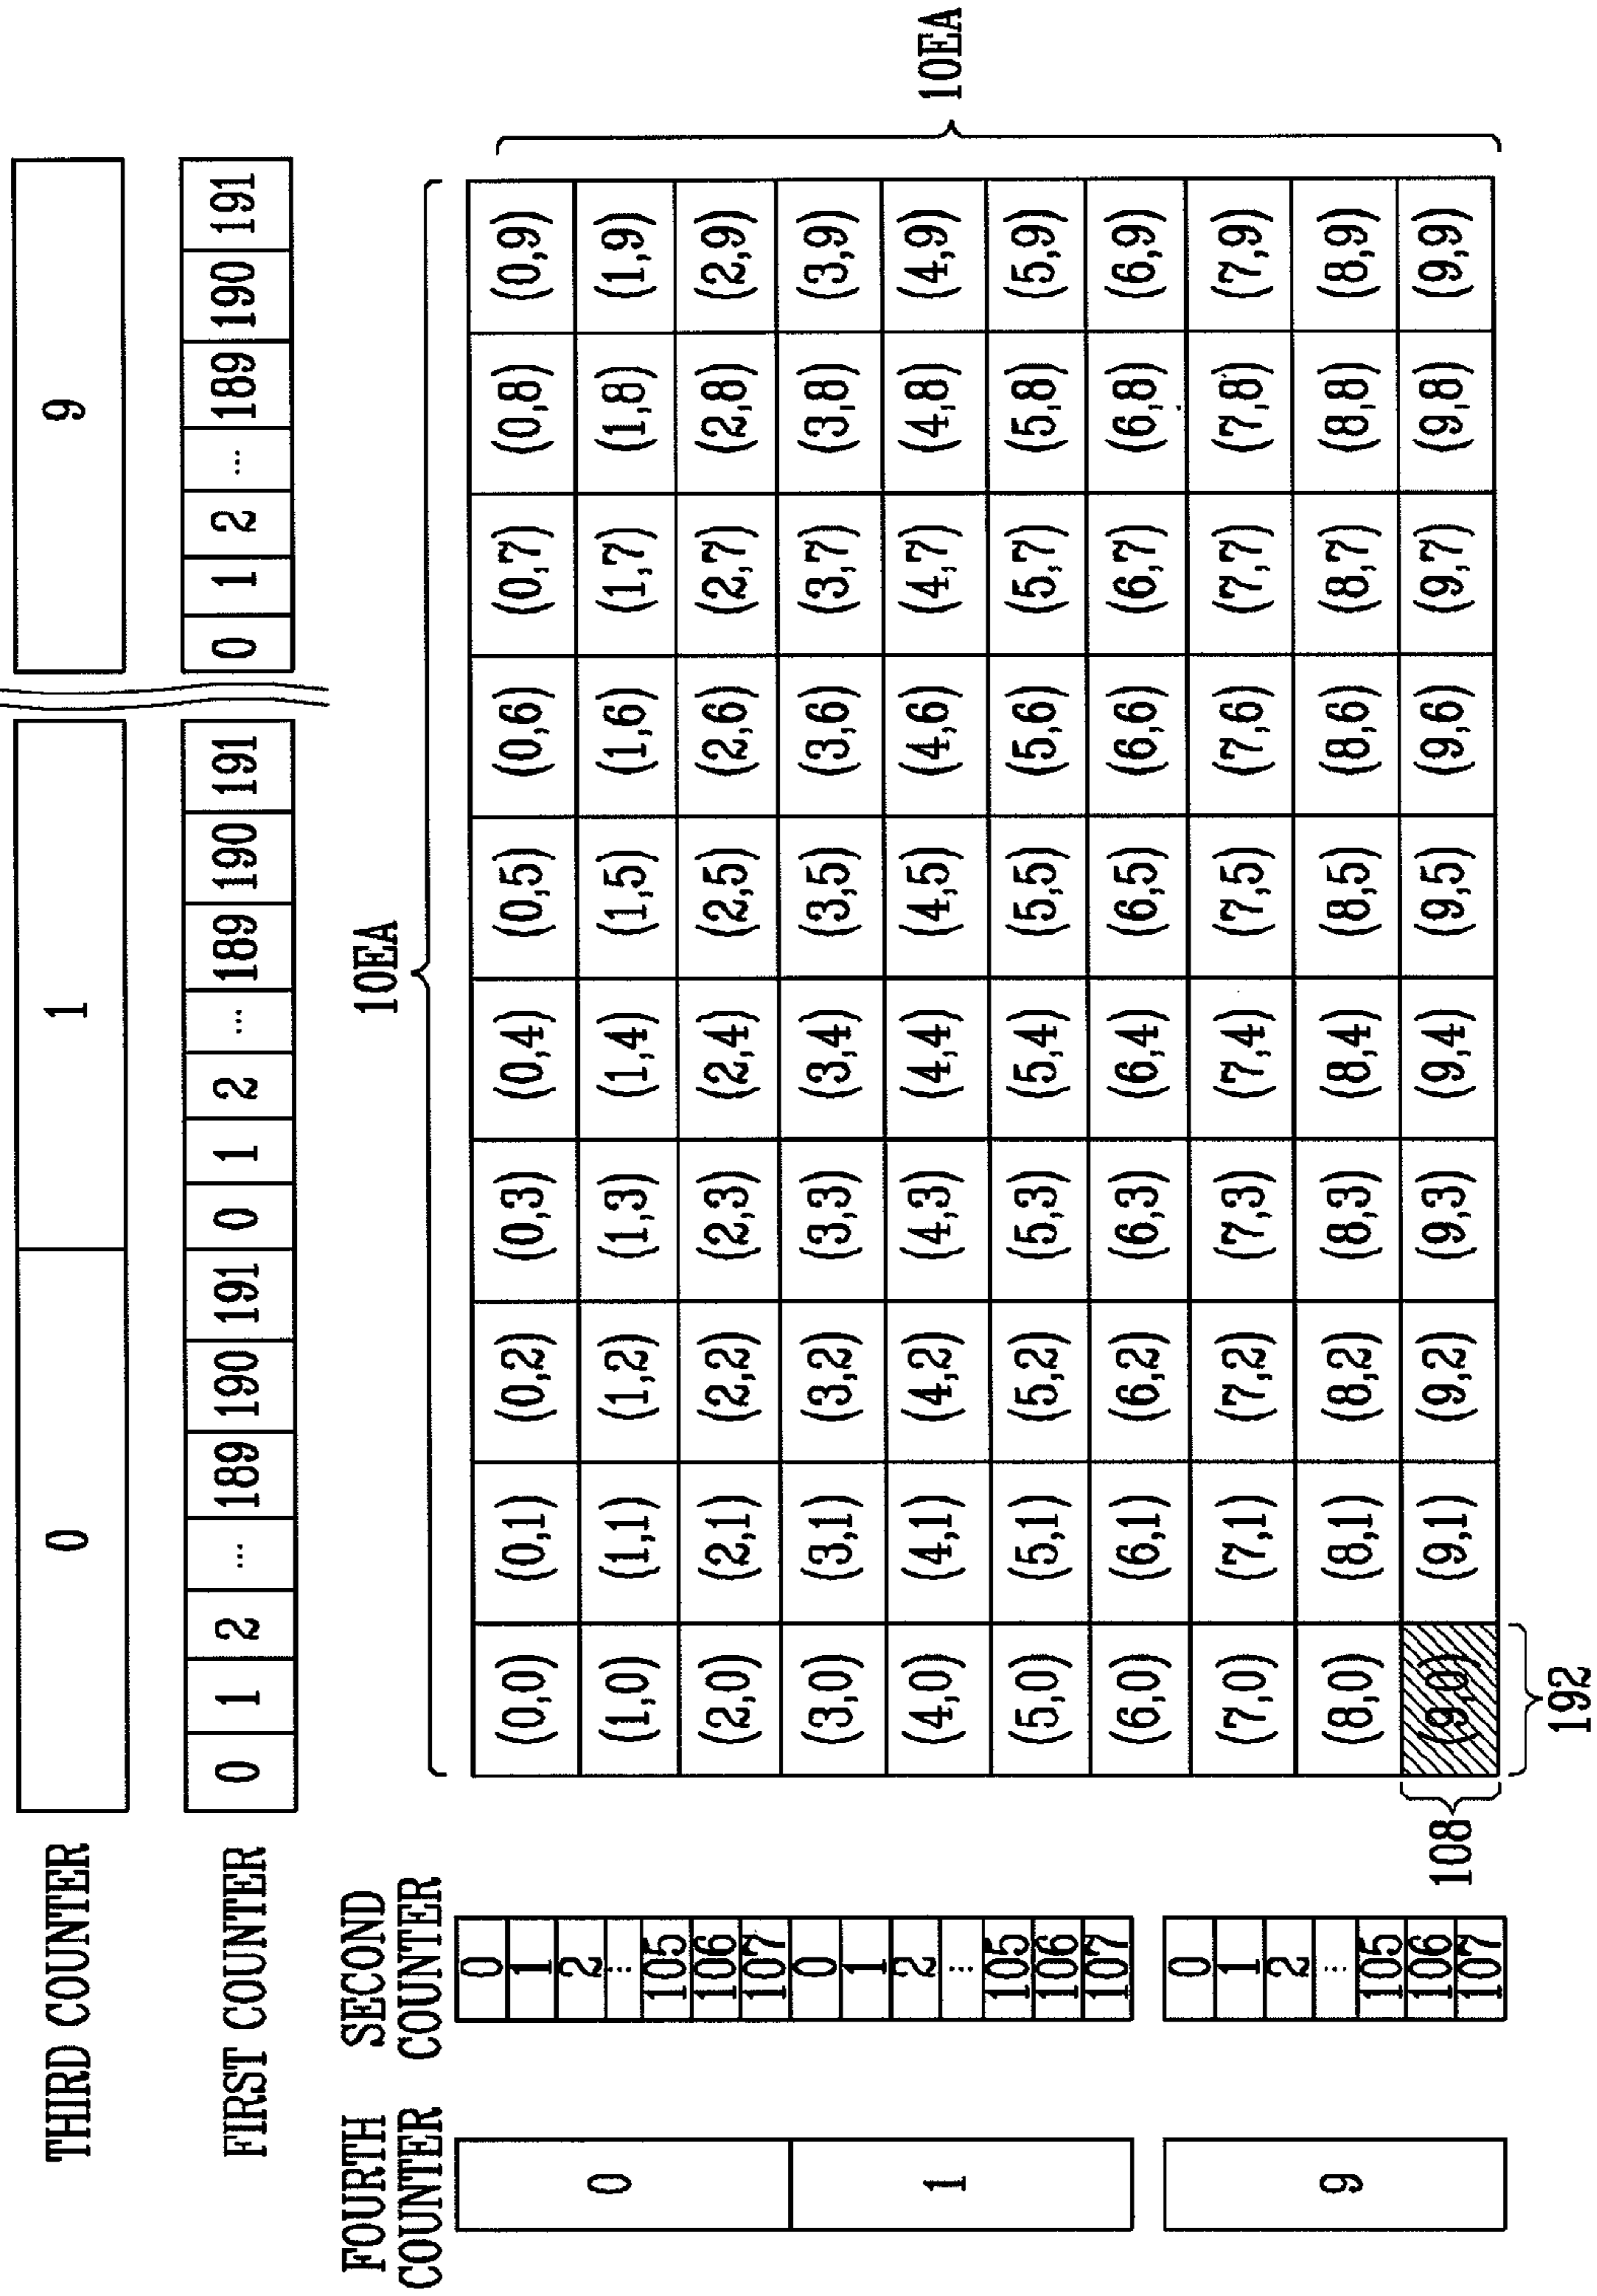 THIRD COUNTER 0 1 9
FIRST COUNTER 0 1 2 ... 189 190 191 0 1 2 ... 189 190 191 0 1 2 ... 189 190 191
10EA
FOURTH COUNTER
SECOND COUNTER
0
1
9
0
1
2
...
105
106
107
0
1
2
...
105
106
107
0
1
2
...
105
106
107
(0,0) (0,1) (0,2) (0,3) (0,4) (0,5) (0,6) (0,7) (0,8) (0,9)
(1,0) (1,1) (1,2) (1,3) (1,4) (1,5) (1,6) (1,7) (1,8) (1,9)
(2,0) (2,1) (2,2) (2,3) (2,4) (2,5) (2,6) (2,7) (2,8) (2,9)
(3,0) (3,1) (3,2) (3,3) (3,4) (3,5) (3,6) (3,7) (3,8) (3,9)
(4,0) (4,1) (4,2) (4,3) (4,4) (4,5) (4,6) (4,7) (4,8) (4,9)
(5,0) (5,1) (5,2) (5,3) (5,4) (5,5) (5,6) (5,7) (5,8) (5,9)
(6,0) (6,1) (6,2) (6,3) (6,4) (6,5) (6,6) (6,7) (6,8) (6,9)
(7,0) (7,1) (7,2) (7,3) (7,4) (7,5) (7,6) (7,7) (7,8) (7,9)
(8,0) (8,1) (8,2) (8,3) (8,4) (8,5) (8,6) (8,7) (8,8) (8,9)
(9,0) (9,1) (9,2) (9,3) (9,4) (9,5) (9,6) (9,7) (9,8) (9,9)
10EA
108
192